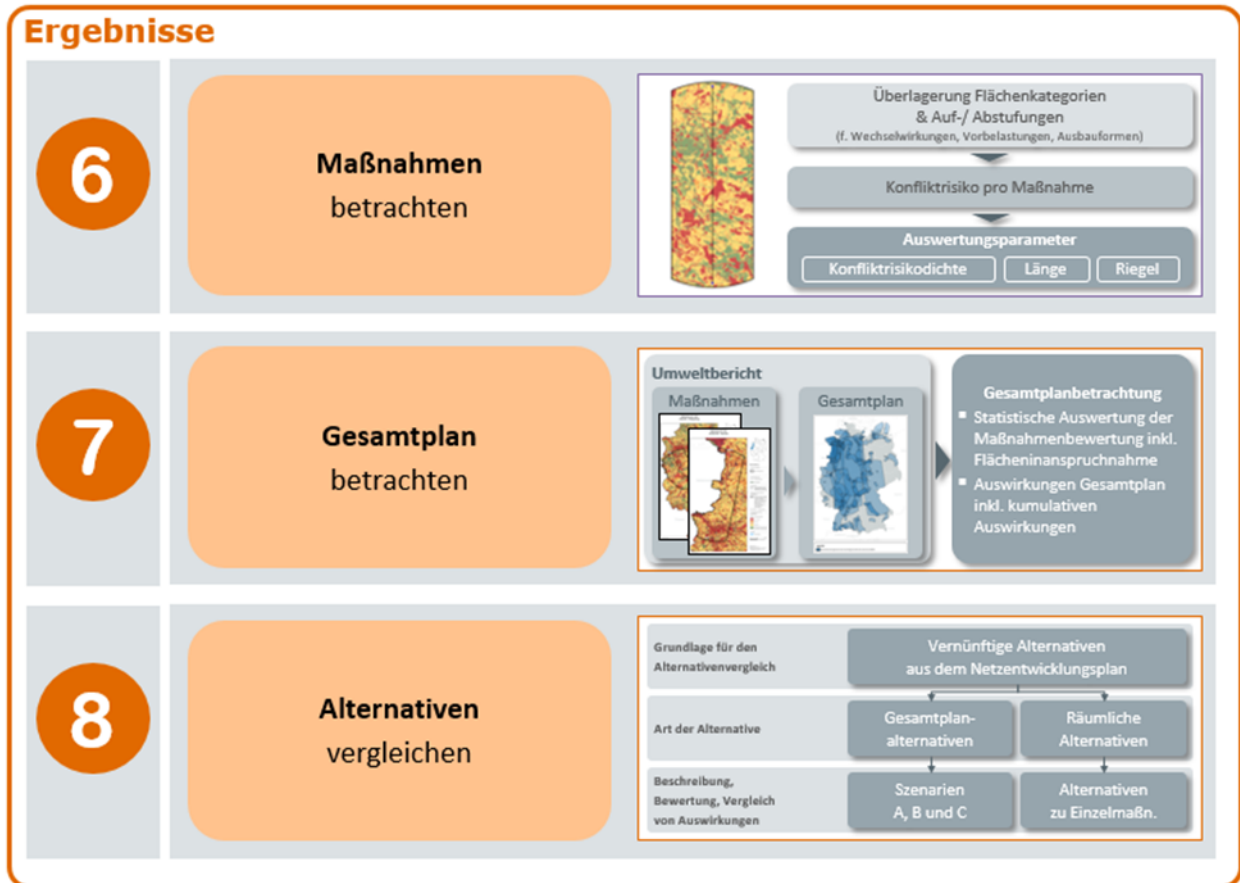 Ergebnisse
6
Maßnahmen
betrachten
Überlagerung Flächenkategorien
& Auf-/ Abstufungen
(f. Wechselwirkungen, Vorbelastungen, Ausbauformen)
Konfliktrisiko pro Maßnahme
Auswertungsparameter
Konfliktrisikodichte
Länge
Riegel
7
Gesamtplan
betrachten
Umweltbericht
Maßnahmen
Gesamtplan
Gesamtplanbetrachtung
▪ Statistische Auswertung der
Maßnahmenbewertung inkl.
Flächeninanspruchnahme
▪ Auswirkungen Gesamtplan
inkl. kumulativen
Auswirkungen
8
Alternativen
vergleichen
Grundlage für den
Alternativenvergleich
Vernünftige Alternativen
aus dem Netzentwicklungsplan
Art der Alternative
Gesamtplan-
alternativen
Räumliche
Alternativen
Beschreibung,
Bewertung, Vergleich
von Auswirkungen
Szenarien
A, B und C
Alternativen
zu Einzelmaßn.